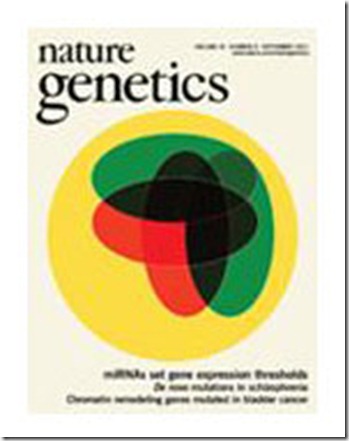 nature
genetics
miRNAs set gene expression thresholds
De novo mutations in schizophrenia
Chromatin remodeling genes mutated in bladder cancer